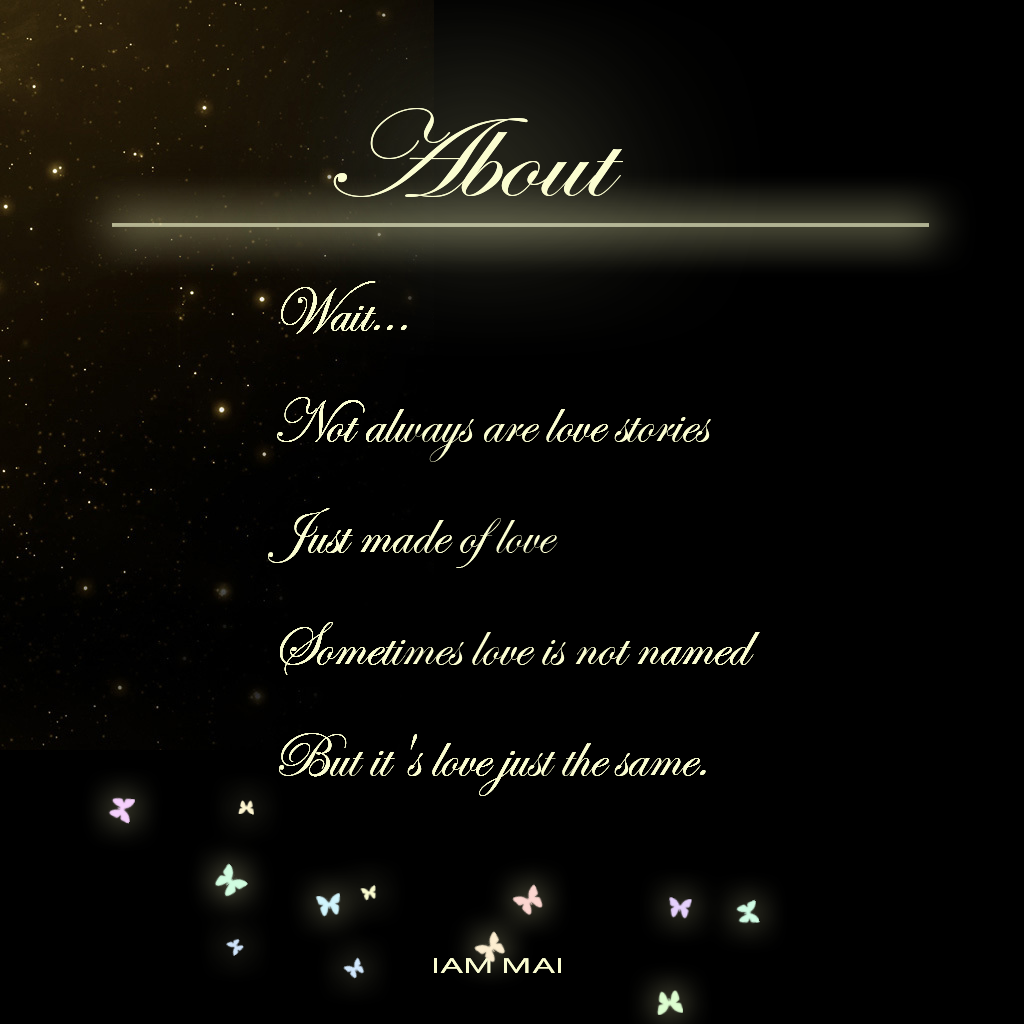 About
Wait...
Not always are love stories
Just made of love
Sometimes love is not named
But it 's love just the same.
IAM MAI